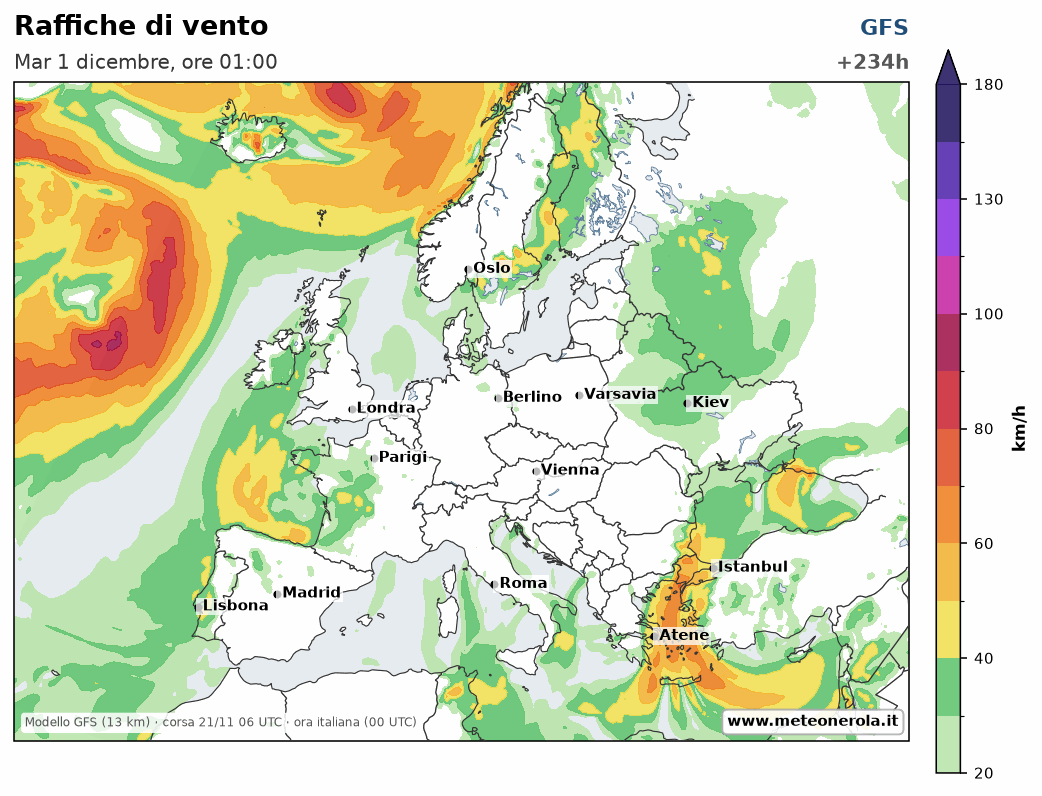 Raffiche di vento
GFS
Mar 1 dicembre, ore 01:00
+234h
180
130
100
80
60
40
20
km/h
Oslo
Londra
Berlino
Varsavia
Kiev
Parigi
Vienna
Istanbul
Roma
Madrid
Lisbona
Atene
Modello GFS (13 km) · corsa 21/11 06 UTC · ora italiana (00 UTC)
www.meteonerola.it